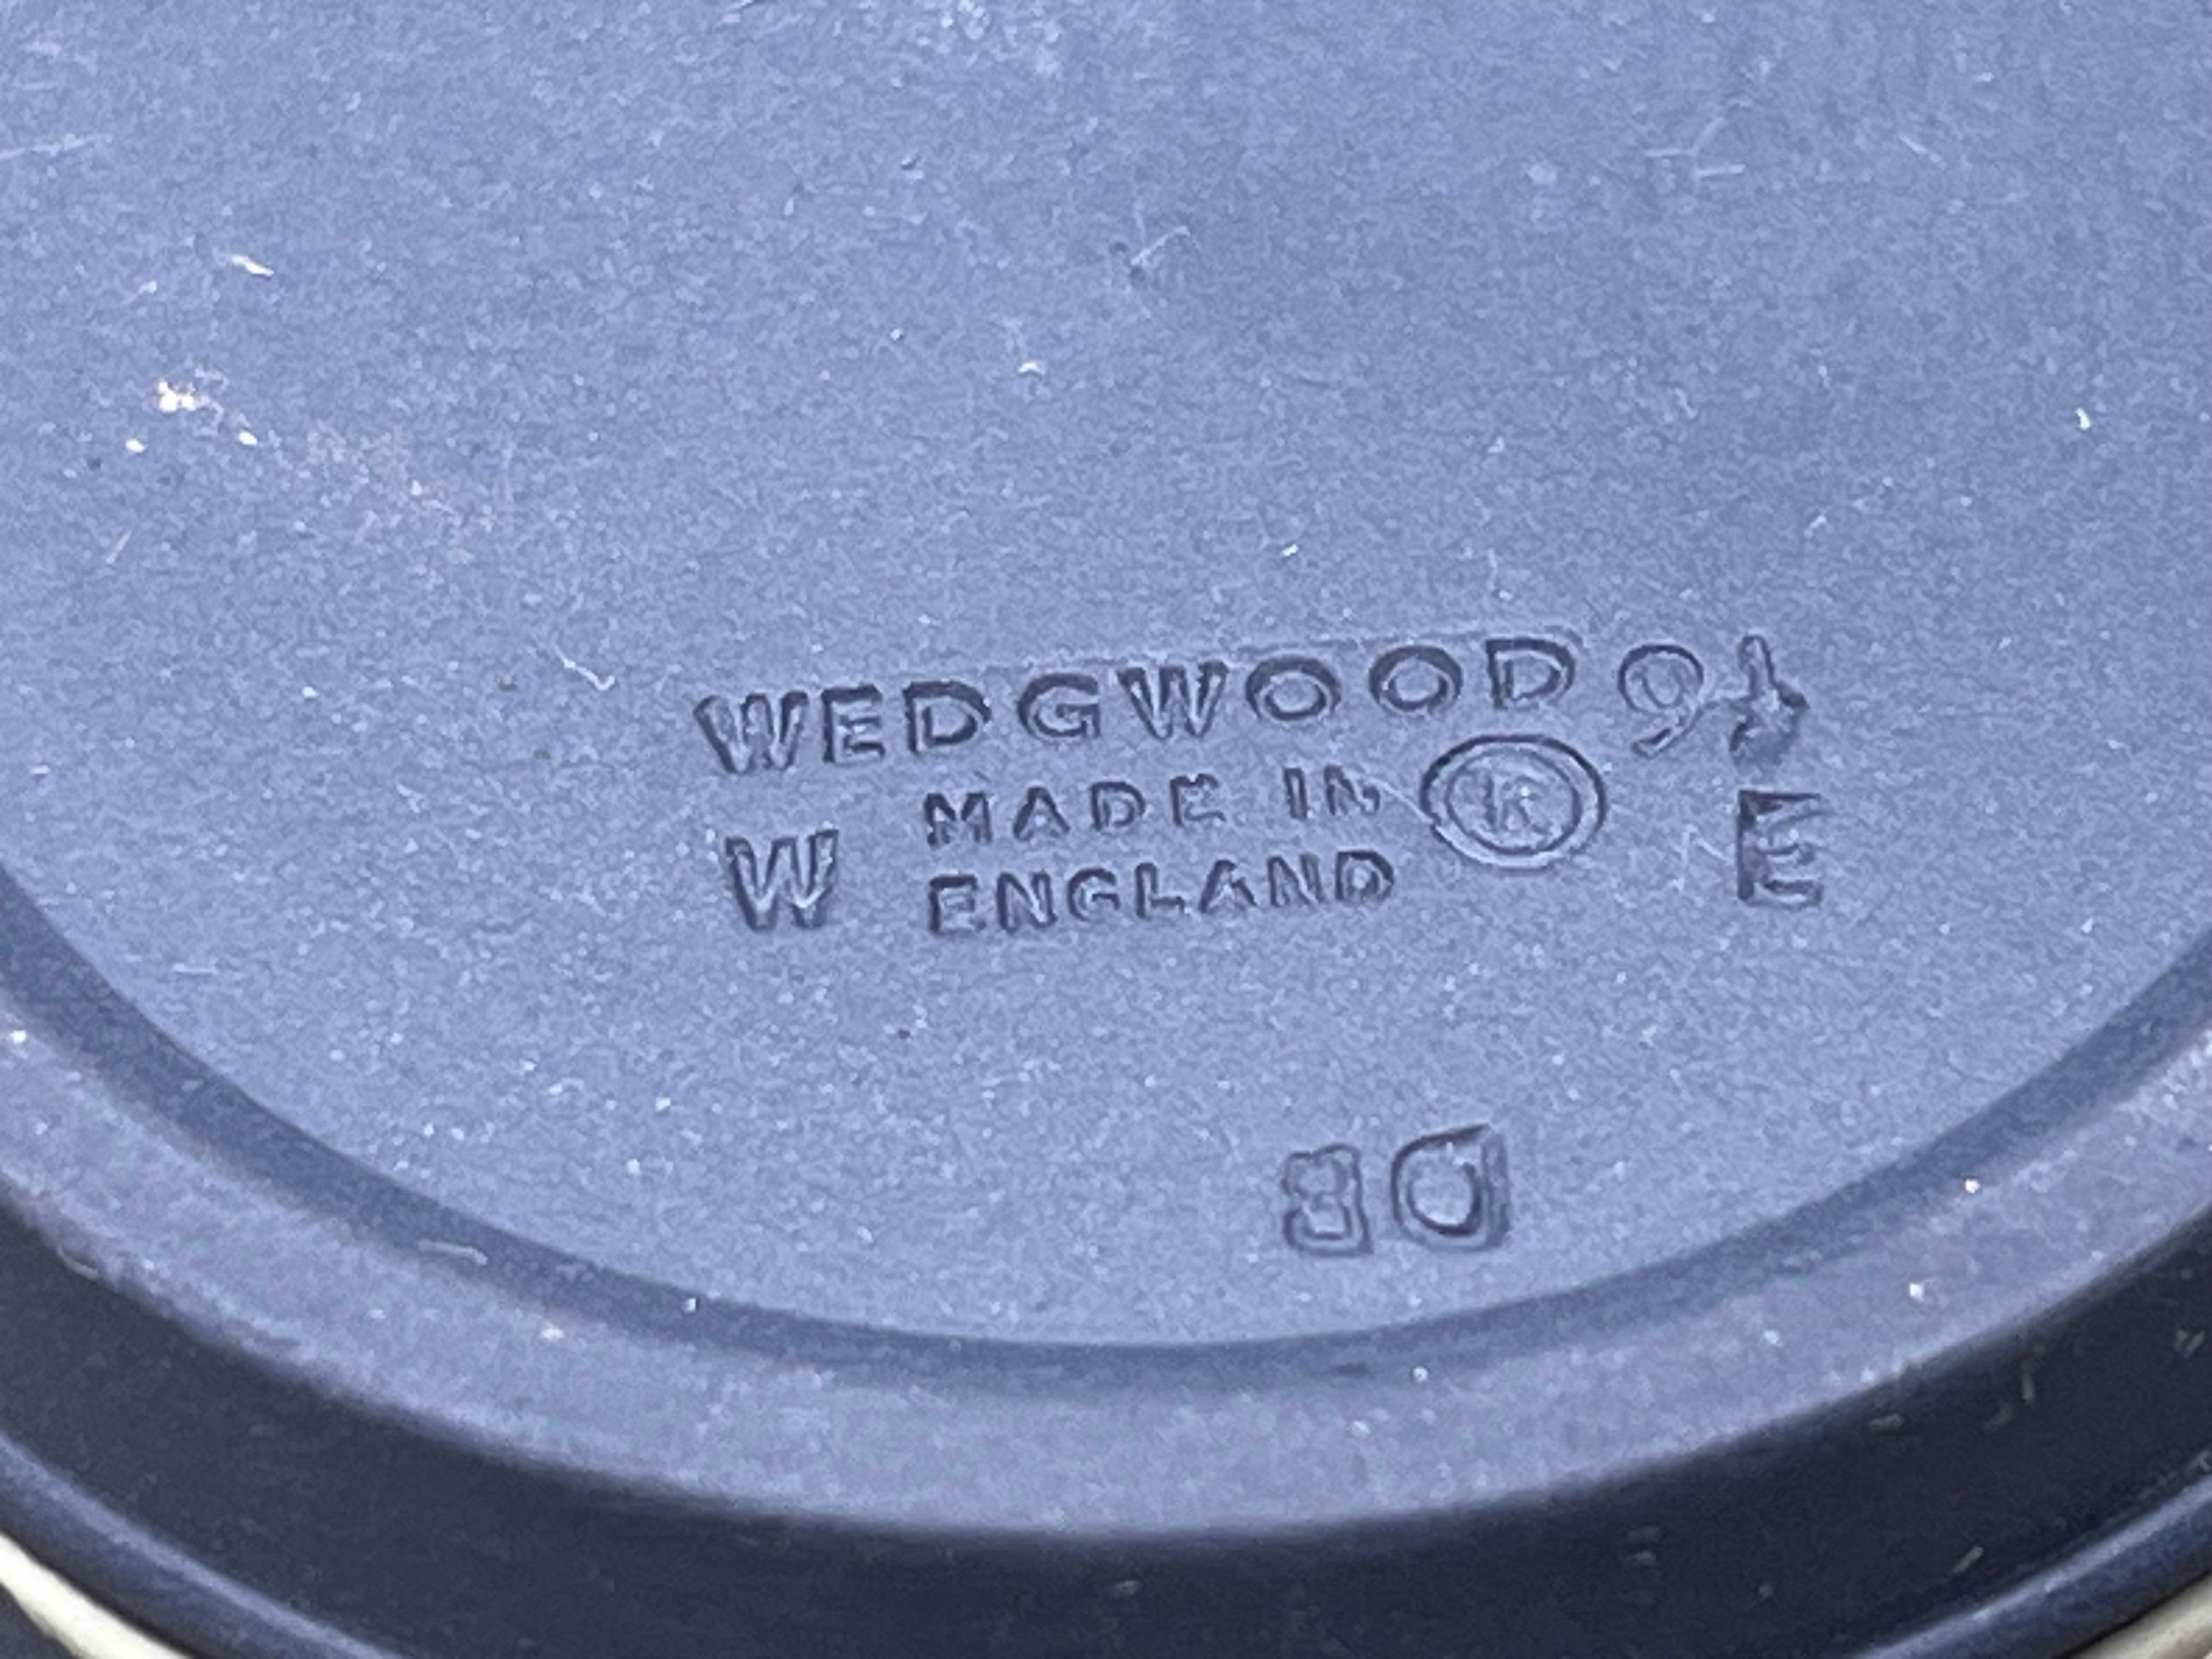 WEDGWOOD 9
W MADE IN R E
ENGLAND
30